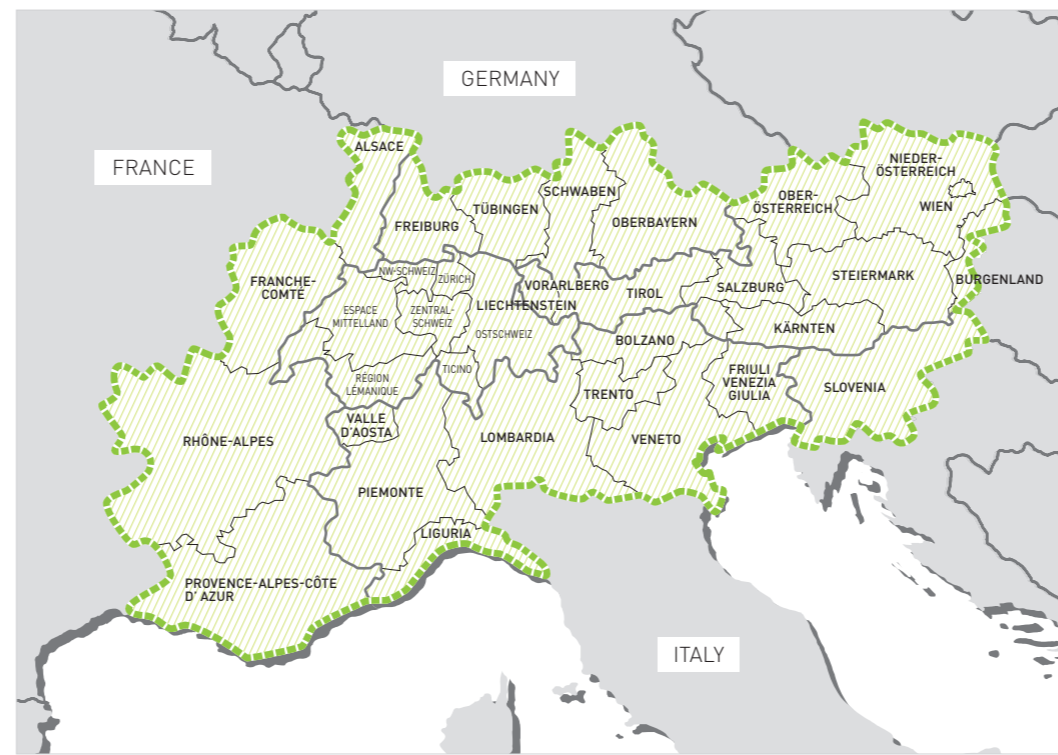 GERMANY
FRANCE
ALSACE
NIEDER-
ÖSTERREICH
SCHWABEN
OBER-
ÖSTERREICH
TÜBINGEN
WIEN
OBERBAYERN
FREIBURG
NW-SCHWEIZ
ZÜRICH
FRANCHE-
COMTÉ
VORARLBERG
TIROL
SALZBURG
STEIERMARK
BURGENLAND
LIECHTENSTEIN
ESPACE
MITTELLAND
ZENTRAL-
SCHWEIZ
OSTSCHWEIZ
KÄRNTEN
BOLZANO
TICINO
RÉGION
LÉMANIQUE
FRIULI
VENEZIA
GIULIA
SLOVENIA
TRENTO
VALLE
D'AOSTA
RHÔNE-ALPES
LOMBARDIA
VENETO
PIEMONTE
LIGURIA
PROVENCE-ALPES-CÔTE
D' AZUR
ITALY